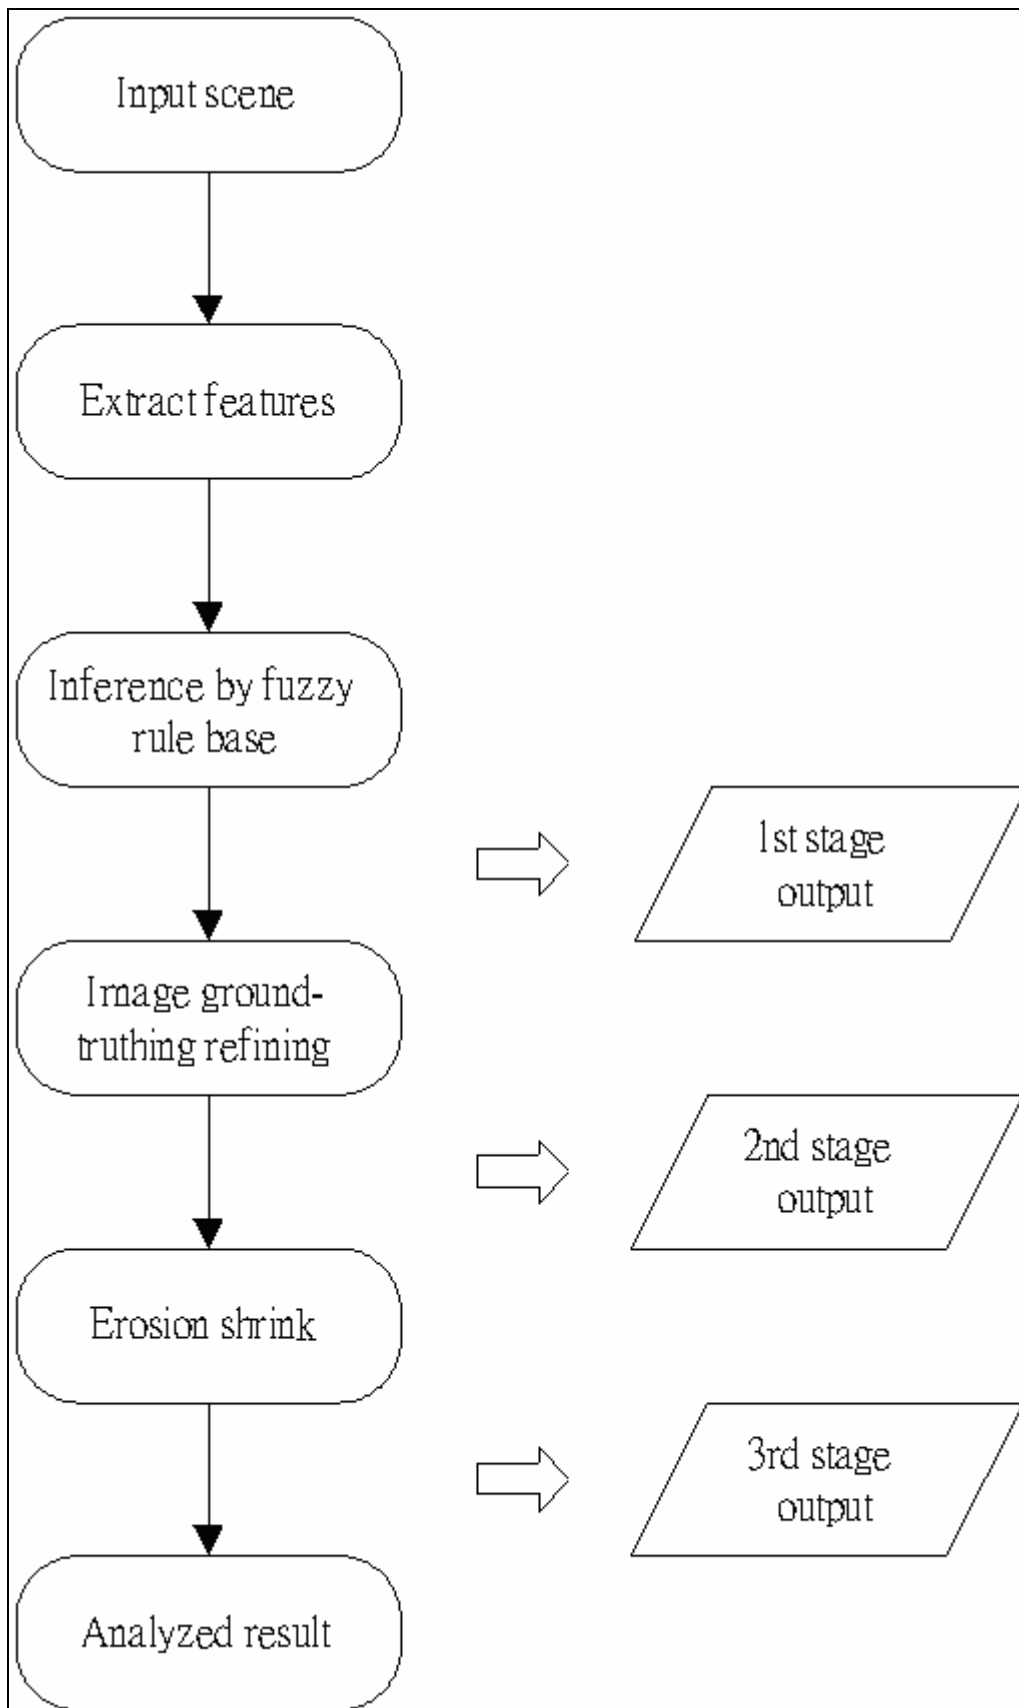 Input scene
Extract features
Inference by fuzzy
rule base
1st stage
output
Image ground-
truthing refining
2nd stage
output
Erosion shrink
3rd stage
output
Analyzed result